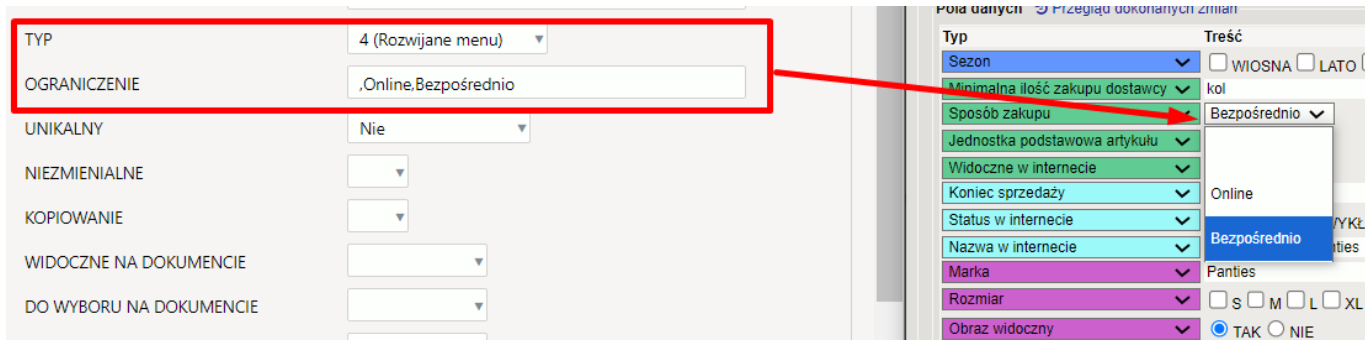 TYP
4 (Rozwijane menu)
OGRANICZENIE
,Online,Bezpośrednio
UNIKALNY
Nie
NIEZMIENIALNE
KOPIOWANIE
WIDOCZNE NA DOKUMENCIE
DO WYBORU NA DOKUMENCIE
Pola danych Przegląd dokonanych zmian
Typ Treść
Sezon WIOSNA LATO
Minimalna ilość zakupu dostawcy kol
Sposób zakupu Bezpośrednio
Jednostka podstawowa artykułu
Widoczne w internecie
Koniec sprzedaży Online
Status w internecie
Bezpośrednio
Nazwa w internecie
Marka Panties
Rozmiar S M L XL
Obraz widoczny TAK NIE